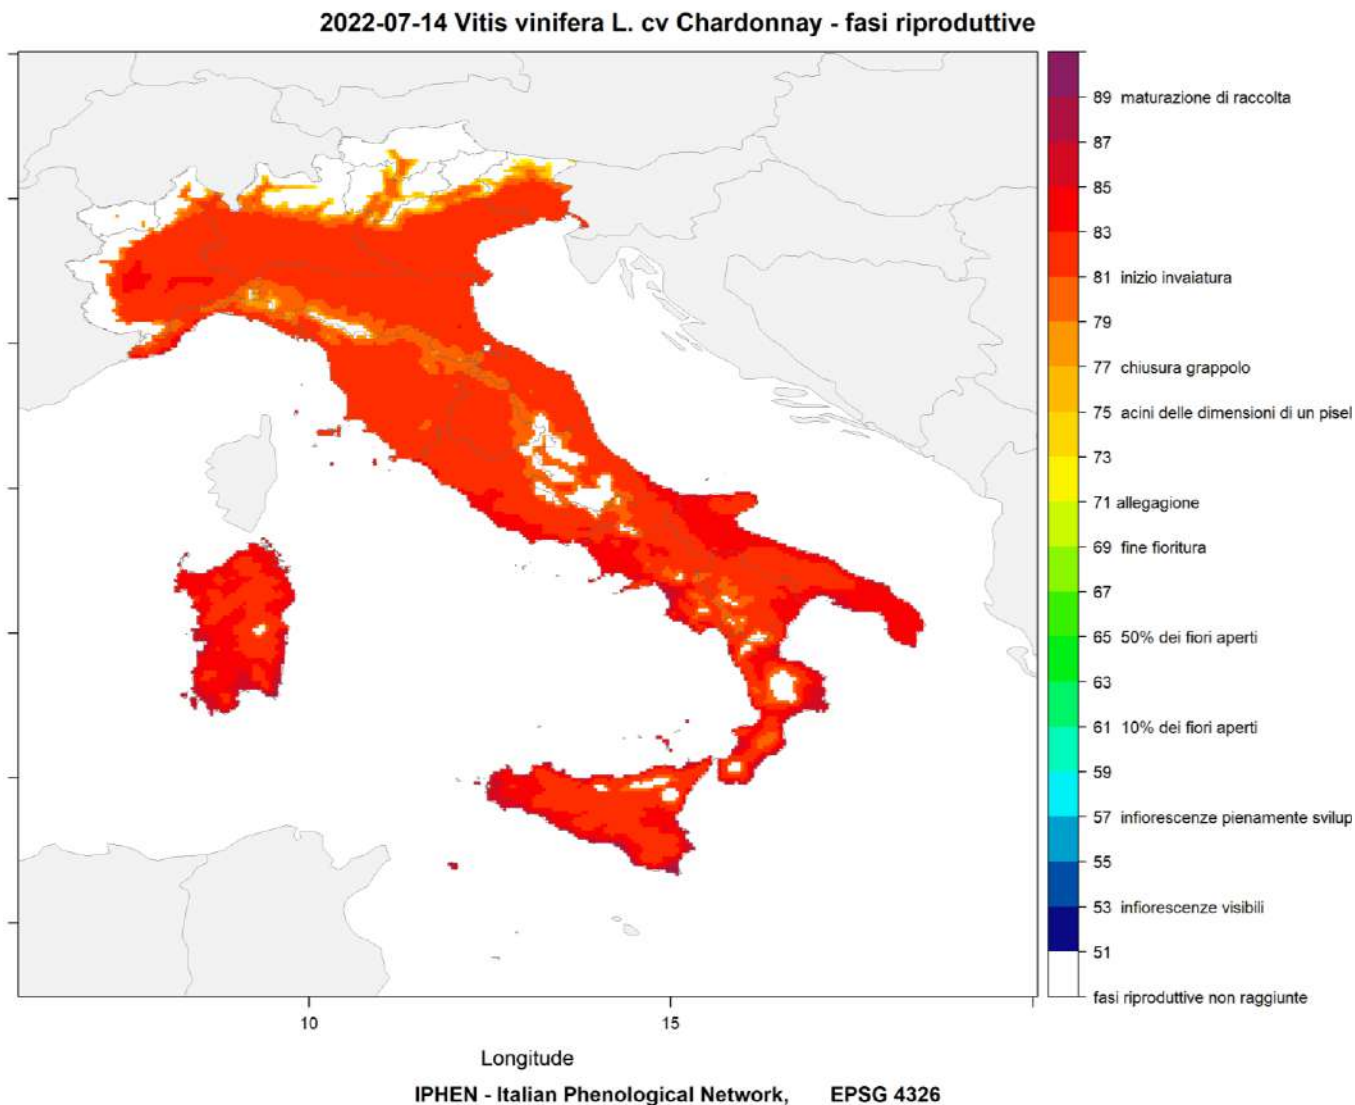 2022-07-14 Vitis vinifera L. cv Chardonnay - fasi riproduttive
89 maturazione di raccolta
87
85
83
81 inizio invaiatura
79
77 chiusura grappolo
75 acini delle dimensioni di un pisel
73
71 allegagione
69 fine fioritura
67
65 50% dei fiori aperti
63
61 10% dei fiori aperti
59
57 infiorescenze pienamente svilup
55
53 infiorescenze visibili
51
fasi riproduttive non raggiunte
10 15
Longitude
IPHEN - Italian Phenological Network, EPSG 4326